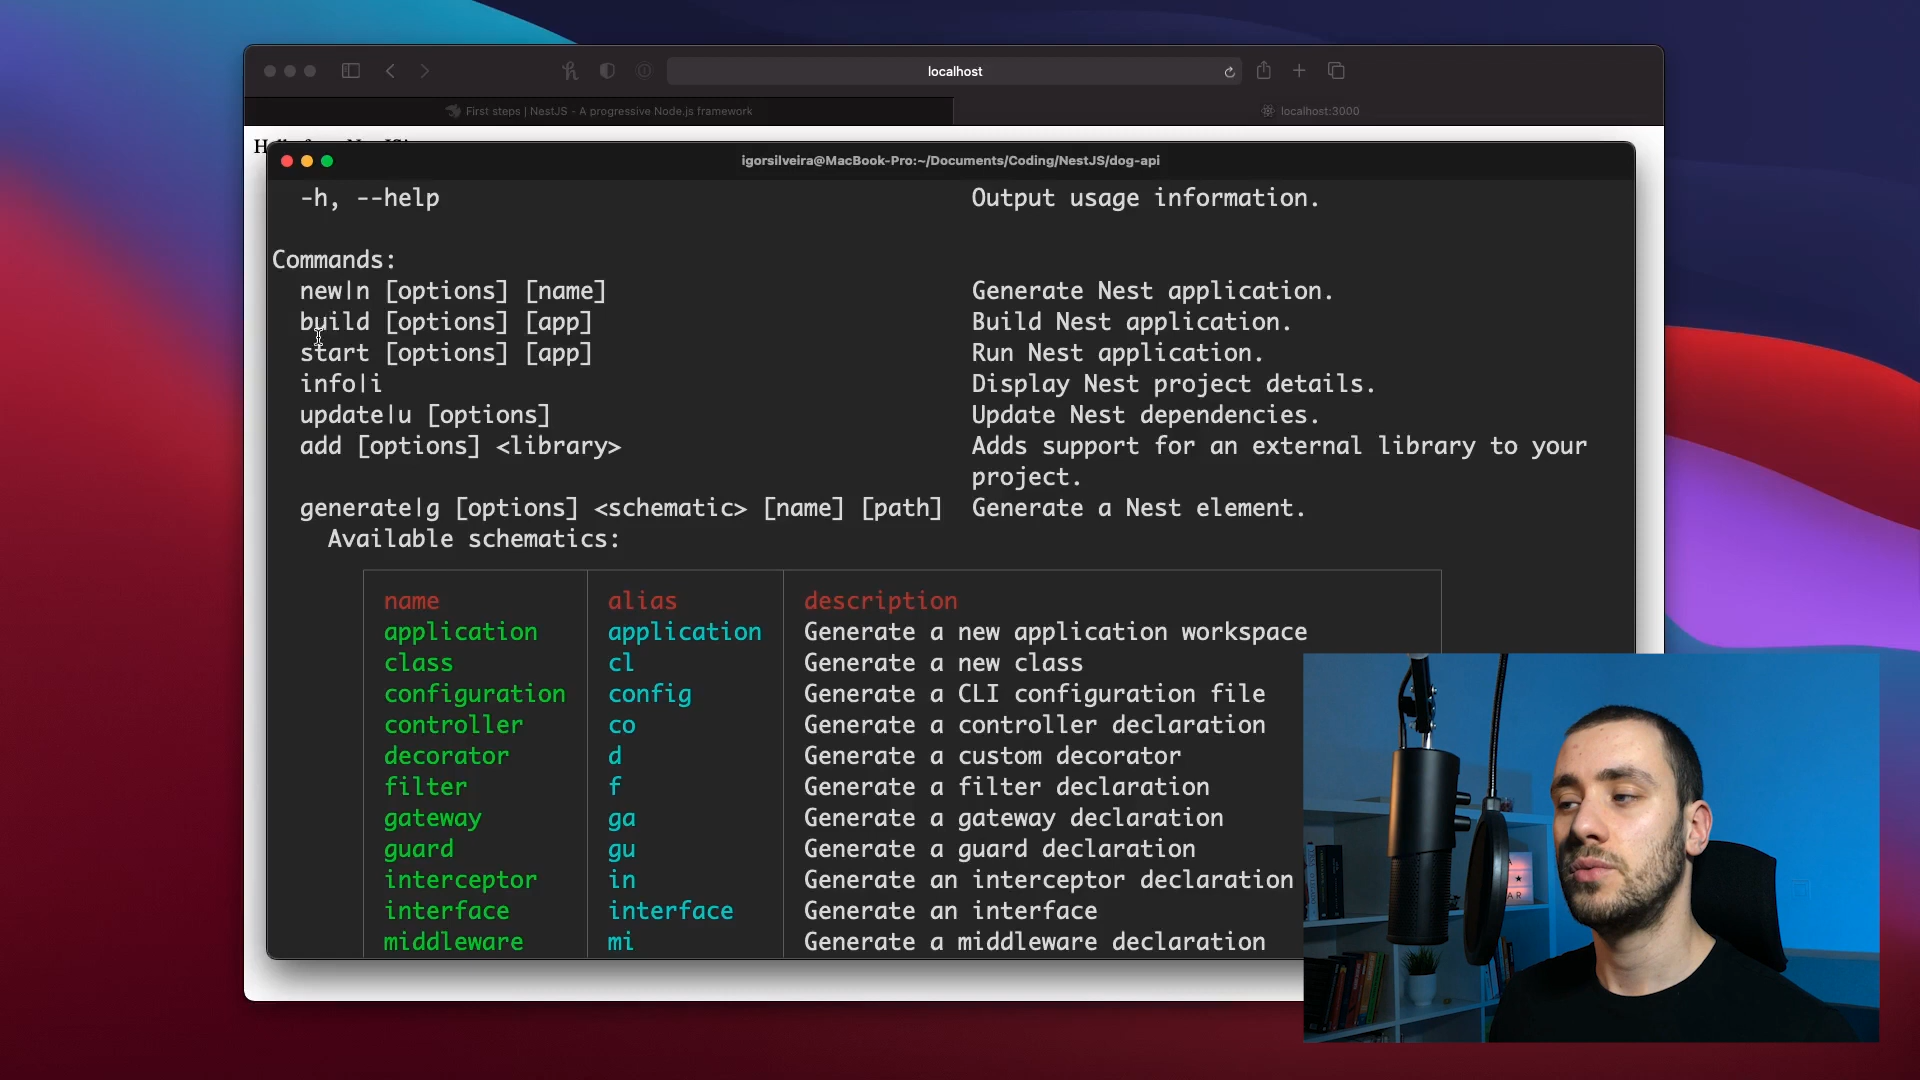 localhost
First steps | NestJS - A progressive Node.js framework
localhost:3000
igorsilveira@MacBook-Pro:~/Documents/Coding/NestJS/dog-api
-h, --help Output usage information.
Commands:
new|n [options] [name] Generate Nest application.
build [options] [app] Build Nest application.
start [options] [app] Run Nest application.
info|i Display Nest project details.
update|u [options] Update Nest dependencies.
add [options] <library> Adds support for an external library to your
project.
generate|g [options] <schematic> [name] [path] Generate a Nest element.
Available schematics:
name alias description
application application Generate a new application workspace
class cl Generate a new class
configuration config Generate a CLI configuration file
controller co Generate a controller declaration
decorator d Generate a custom decorator
filter f Generate a filter declaration
gateway ga Generate a gateway declaration
guard gu Generate a guard declaration
interceptor in Generate an interceptor declaration
interface interface Generate an interface
middleware mi Generate a middleware declaration